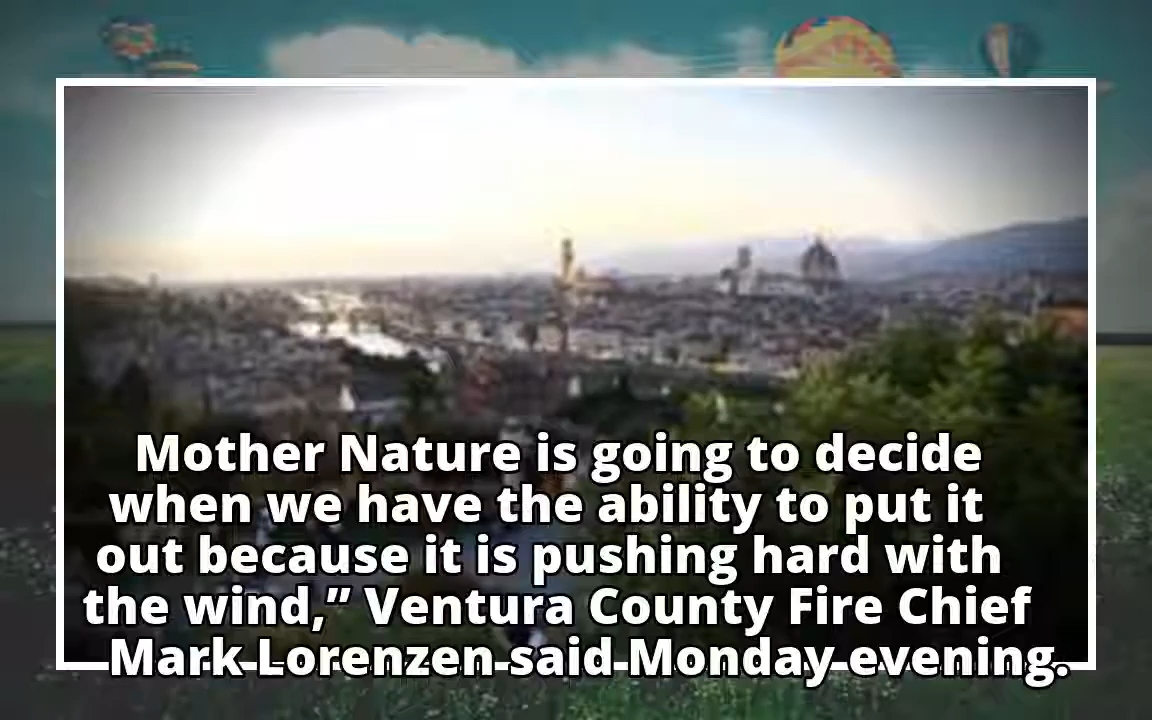 Mother Nature is going to decide
when we have the ability to put it
out because it is pushing hard with
the wind,” Ventura County Fire Chief
Mark Lorenzen said Monday evening.